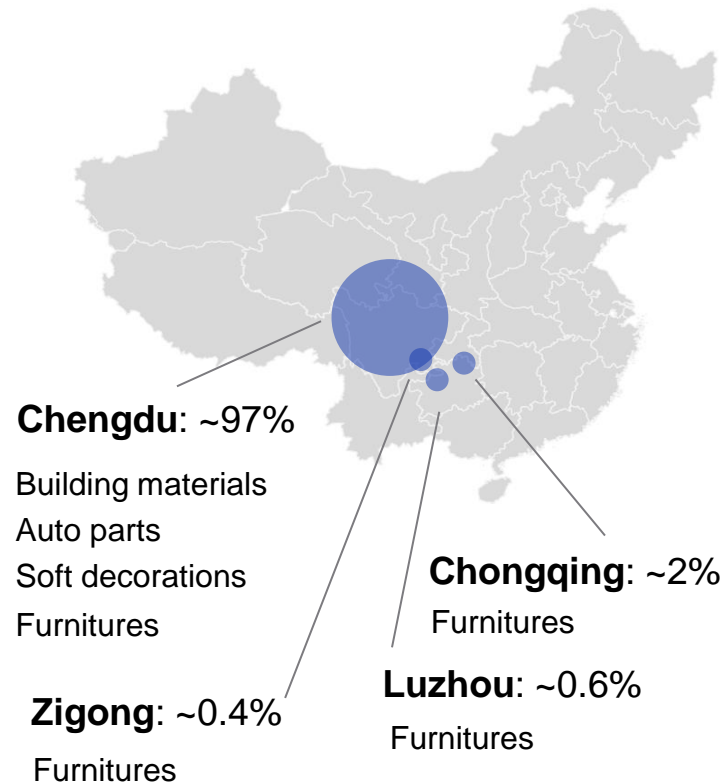 Chengdu: ~97%
Building materials
Auto parts
Soft decorations
Furnitures
Chongqing: ~2%
Furnitures
Luzhou: ~0.6%
Furnitures
Zigong: ~0.4%
Furnitures